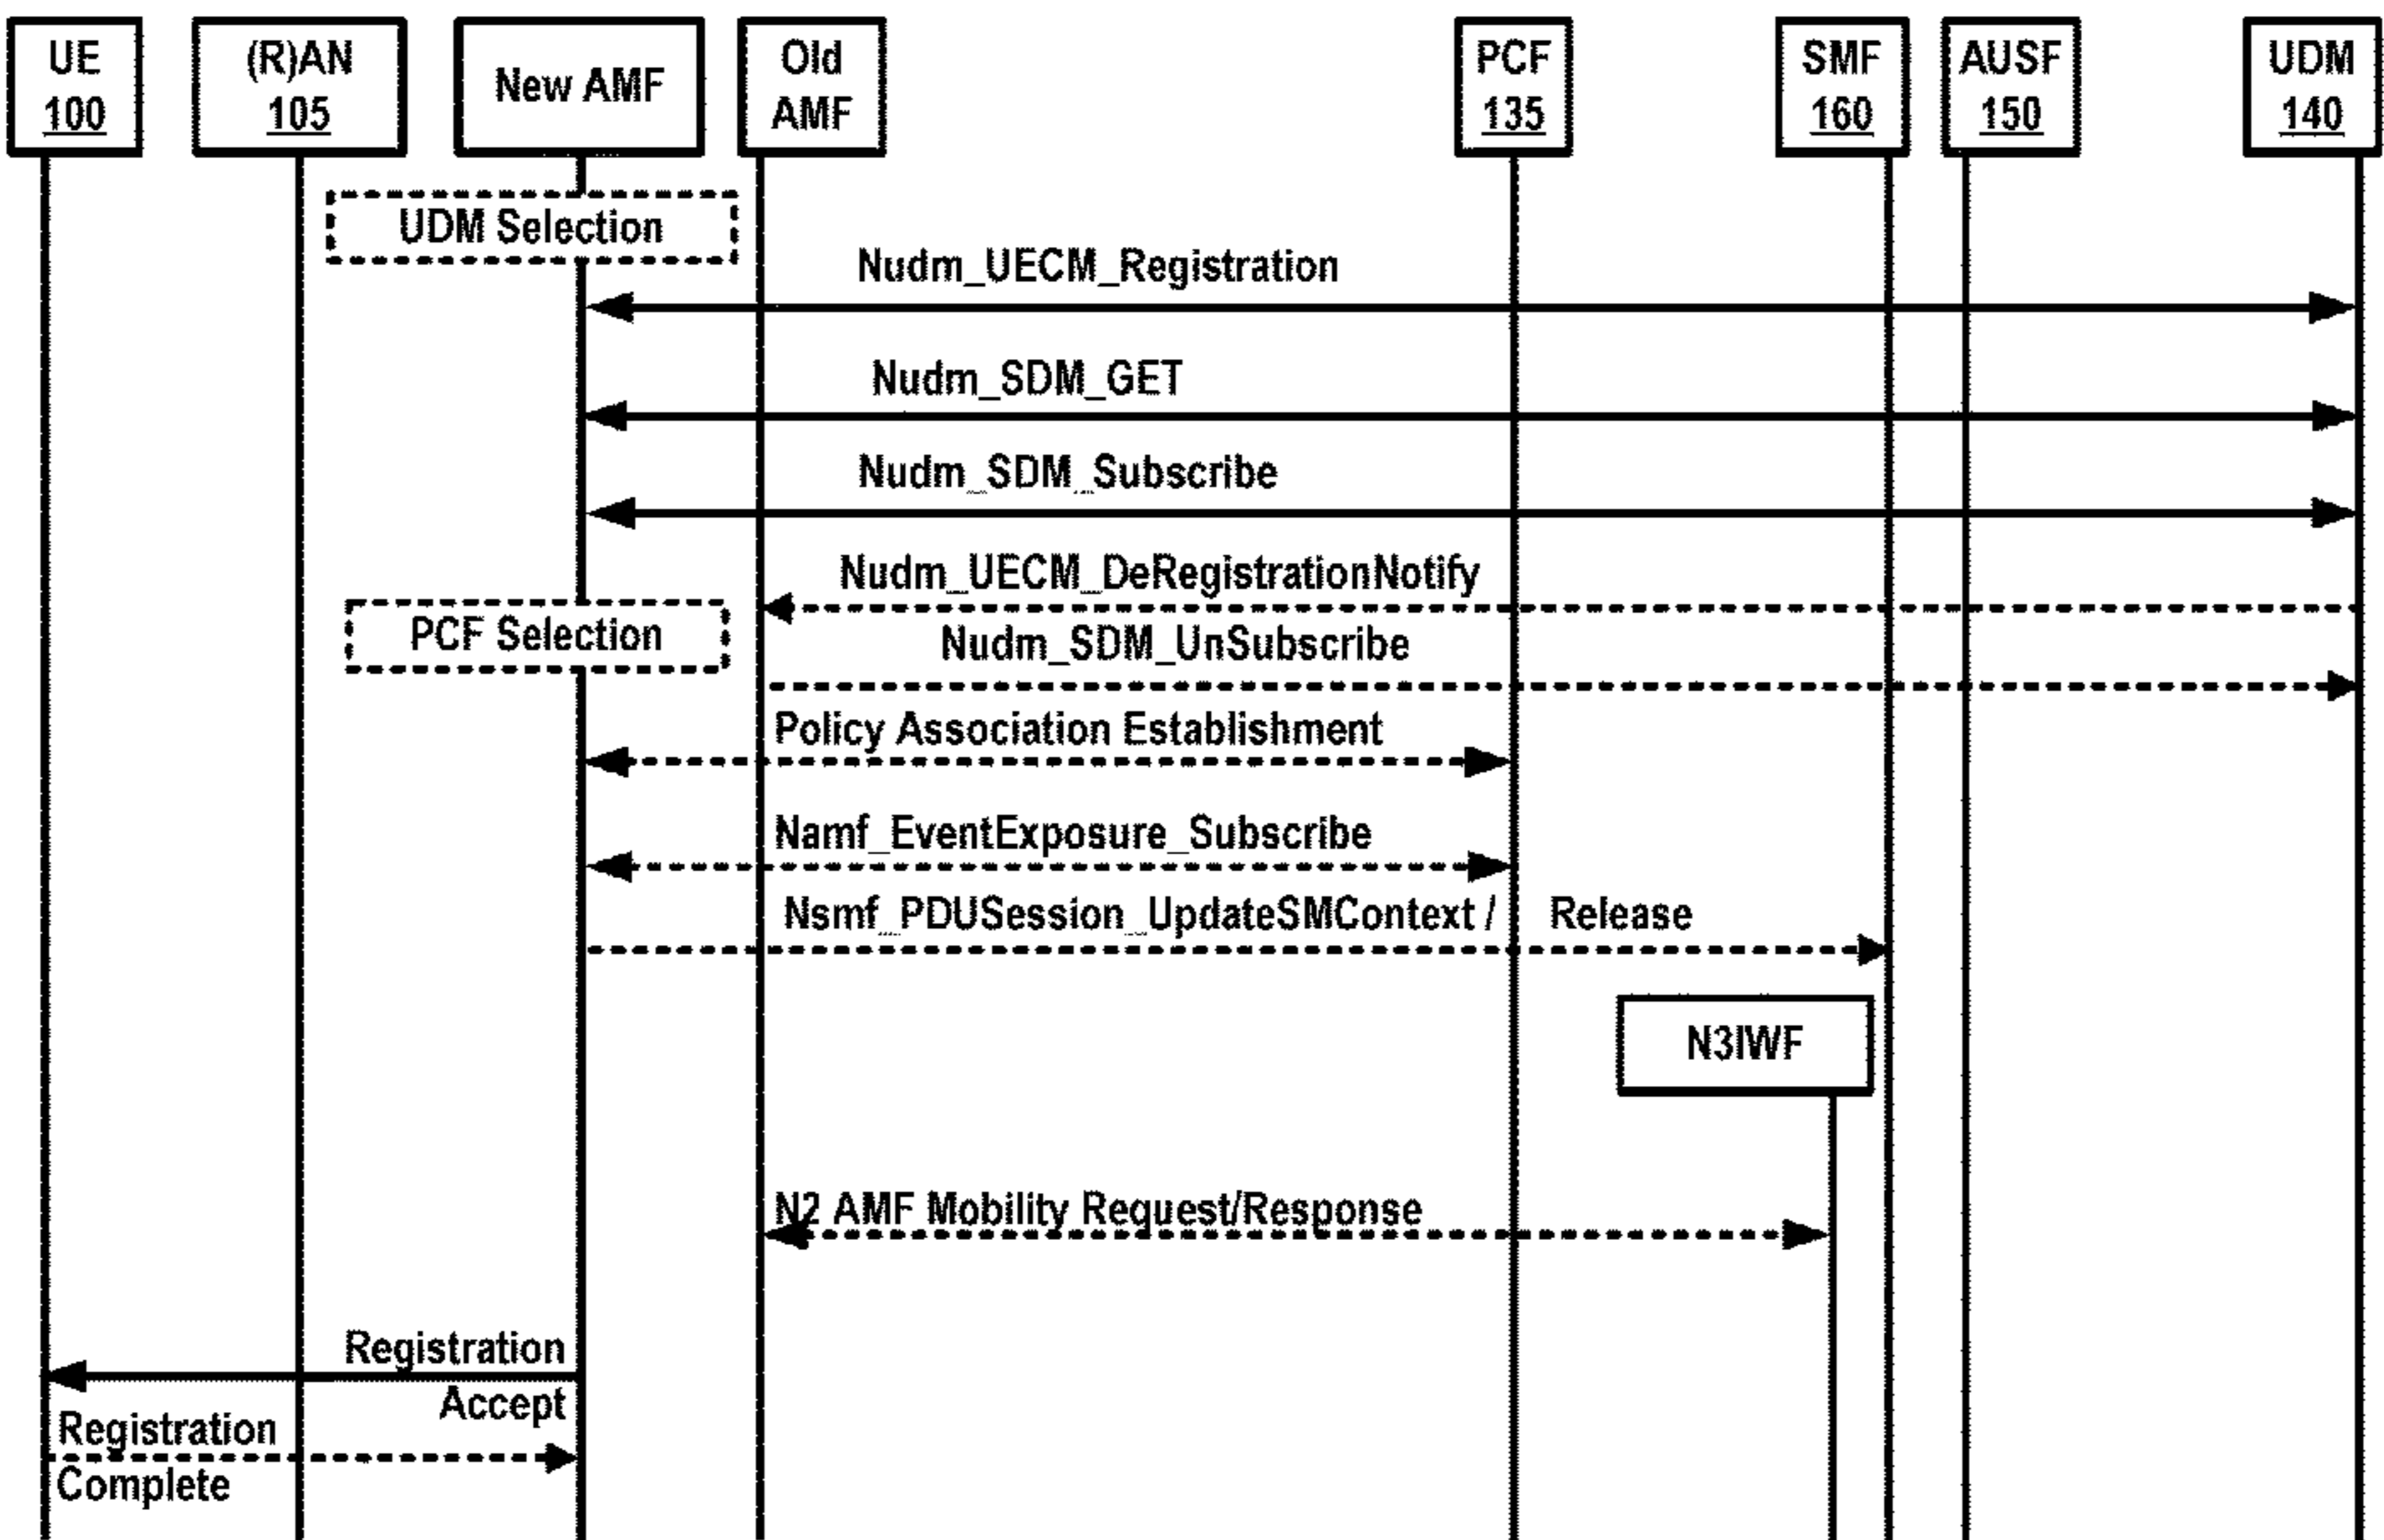 UE
100
(R)AN
105
New AMF
Old
AMF
PCF
135
SMF
160
AUSF
150
UDM
140
UDM Selection
Nudm_UECM_Registration
Nudm_SDM_GET
Nudm_SDM_Subscribe
Nudm_UECM_DeRegistrationNotify
PCF Selection
Nudm_SDM_UnSubscribe
Policy Association Establishment
Namf_EventExposure_Subscribe
Nsmf_PDUSession_UpdateSMContext / Release
N3IWF
N2 AMF Mobility Request/Response
Registration
Accept
Registration
Complete